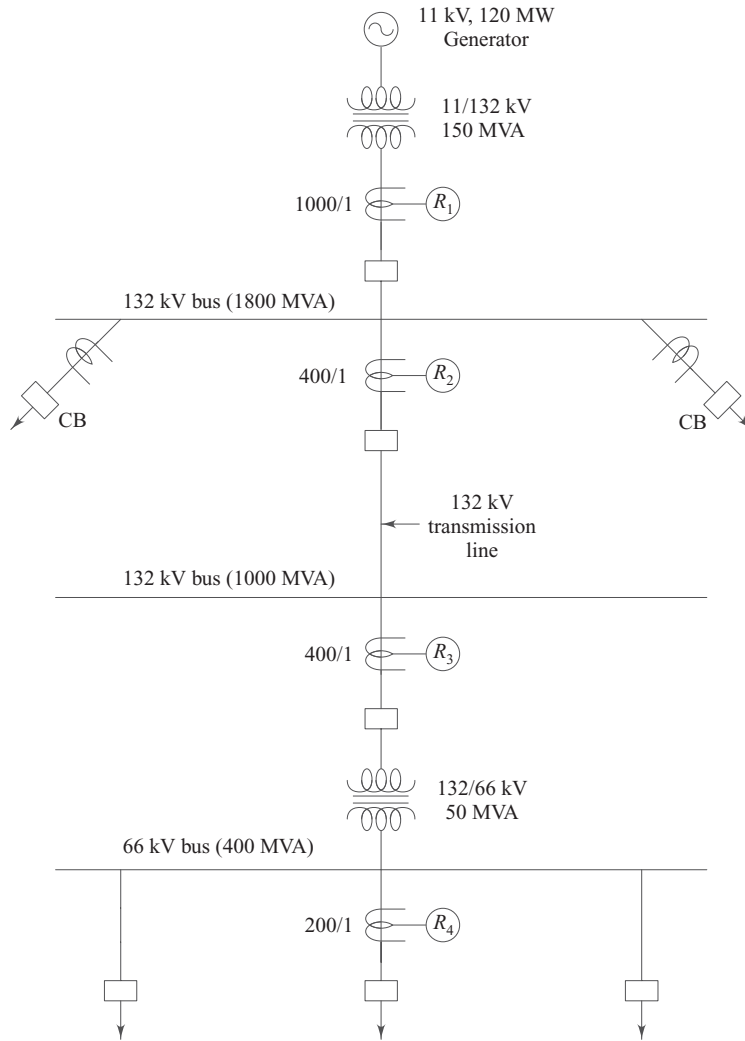 11 kV, 120 MW
Generator
11/132 kV
150 MVA
1000/1
R1
132 kV bus (1800 MVA)
400/1
R2
CB
CB
132 kV
transmission
line
132 kV bus (1000 MVA)
400/1
R3
132/66 kV
50 MVA
66 kV bus (400 MVA)
200/1
R4